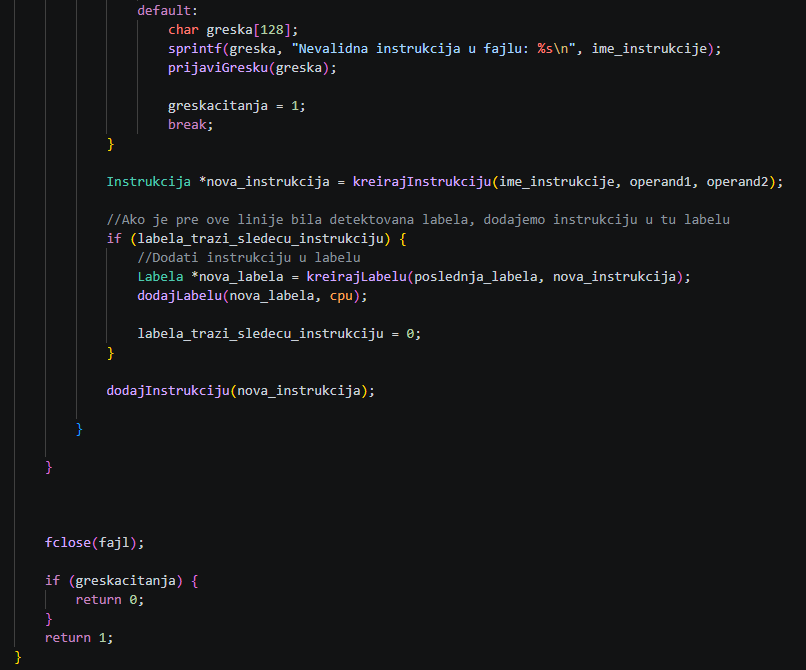 default:
char greska[128];
sprintf(greska, "Nevalidna instrukcija u fajlu: %s\n", ime_instrukcije);
prijaviGresku(greska);
greskacitanja = 1;
break;
}
Instrukcija *nova_instrukcija = kreirajInstrukciju(ime_instrukcije, operand1, operand2);
//Ako je pre ove linije bila detektovana labela, dodajemo instrukciju u tu labelu
if (labela_trazi_sledecu_instrukciju) {
//Dodati instrukciju u labelu
Labela *nova_labela = kreirajLabelu(poslednja_labela, nova_instrukcija);
dodajLabelu(nova_labela, cpu);
labela_trazi_sledecu_instrukciju = 0;
}
dodajInstrukciju(nova_instrukcija);
}
}
fclose(fajl);
if (greskacitanja) {
return 0;
}
return 1;
}